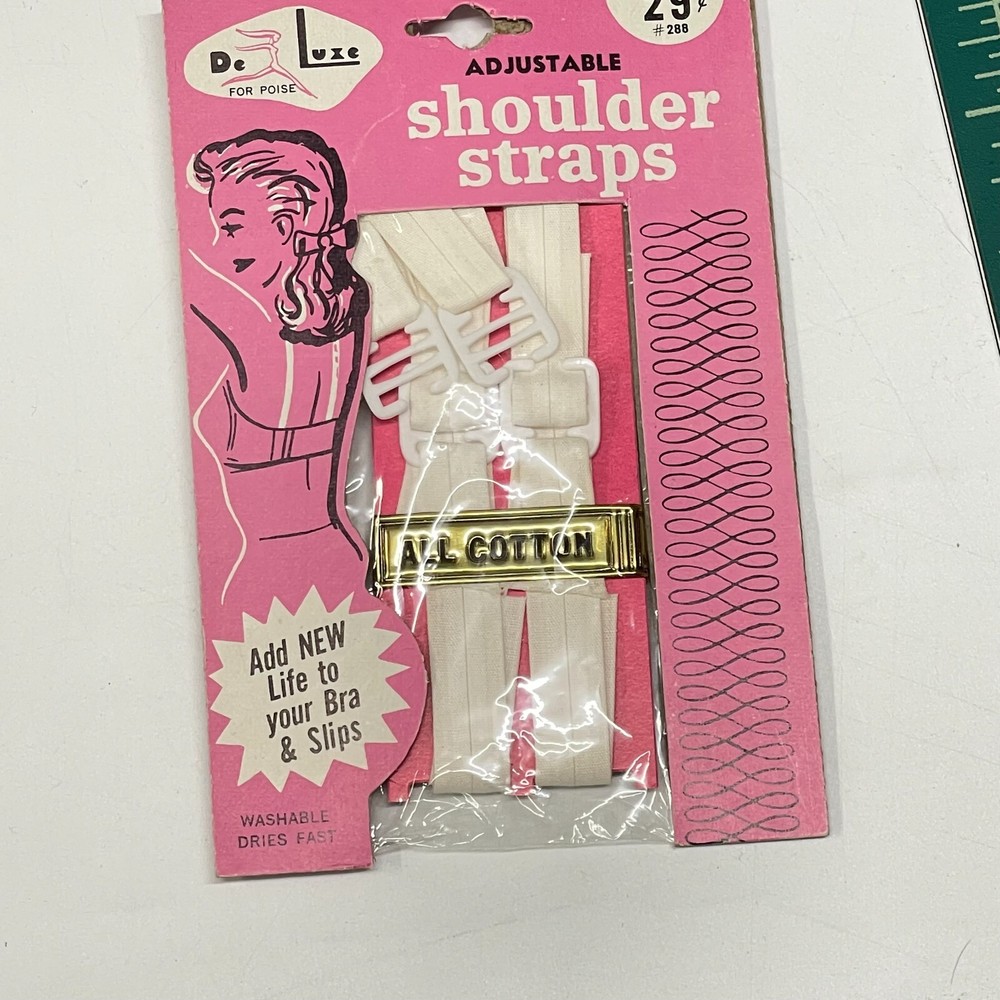 De Luxe
FOR POISE
29¢
#288
ADJUSTABLE
shoulder
straps
ALL COTTON
Add NEW
Life to
your Bra
& Slips
WASHABLE
DRIES FAST